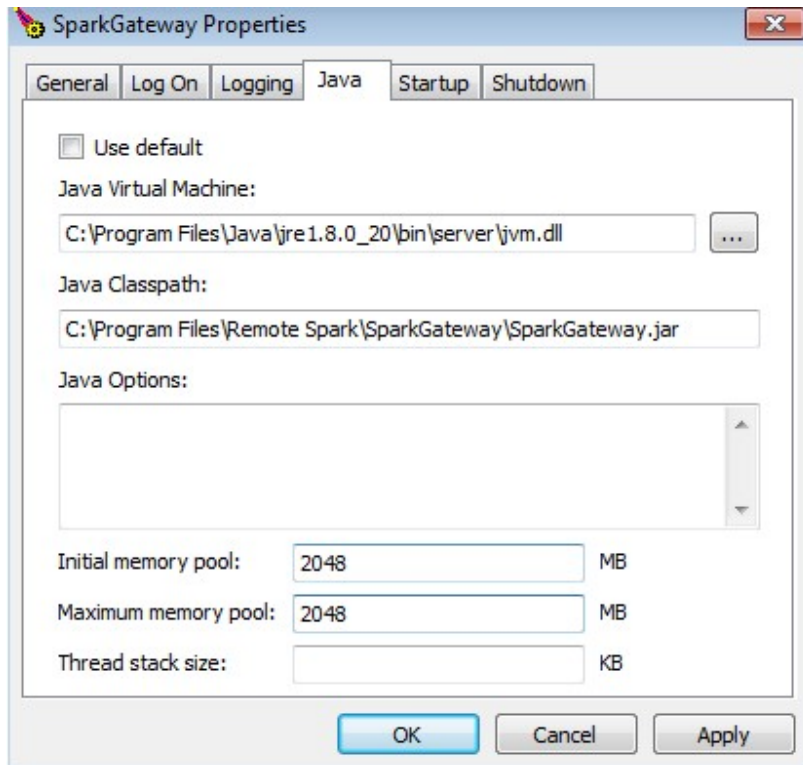 SparkGateway Properties
General Log On Logging Java Startup Shutdown
Use default
Java Virtual Machine:
C:\Program Files\Java\jre1.8.0_20\bin\server\jvm.dll ...
Java Classpath:
C:\Program Files\Remote Spark\SparkGateway\SparkGateway.jar
Java Options:
Initial memory pool: 2048 MB
Maximum memory pool: 2048 MB
Thread stack size: KB
OK Cancel Apply